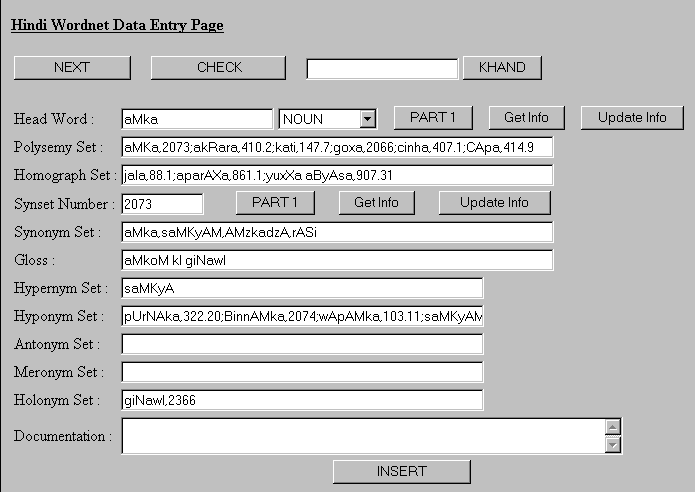 Hindi Wordnet Data Entry Page
NEXT CHECK KHAND
Head Word : aMka NOUN PART 1 Get Info Update Info
Polysemy Set : aMKa,2073;akRara,410.2;kati,147.7;goxa,2066;cinha,407.1;CApa,414.9
Homograph Set : jala,88.1;aparAXa,861.1;yuxXa aByAsa,907.31
Synset Number : 2073 PART 1 Get Info Update Info
Synonym Set : aMka,saMKyAM,AMzkadzA,rASi
Gloss : aMkoM kI giNawI
Hypernym Set : saMKyA
Hyponym Set : pUrNAka,322.20;BinnAMka,2074;wApAMka,103.11;saMKyAM
Antonym Set :
Meronym Set :
Holonym Set : giNawI,2366
Documentation :
INSERT